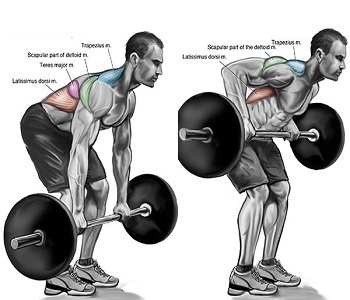 Trapezius m.
Scapular part of deltoid m.
Teres major m.
Latissimus dorsi m.
Trapezius m.
Scapular part of the deltoid m.
Latissimus dorsi m.